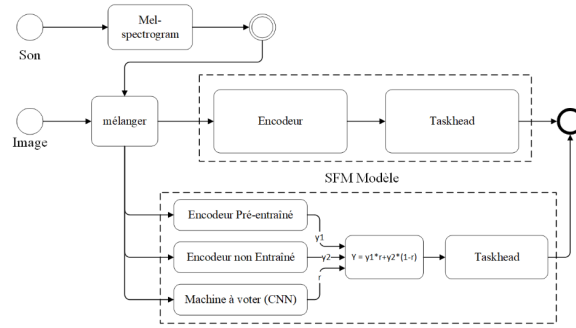 Mel-
spectrogram
Son
mélanger
Encodeur
Taskhead
Image
SFM Modèle
Encodeur Pré-entraîné
y1
Encodeur non Entraîné
y2
Y = y1*r+y2*(1-r)
Taskhead
r
Machine à voter (CNN)